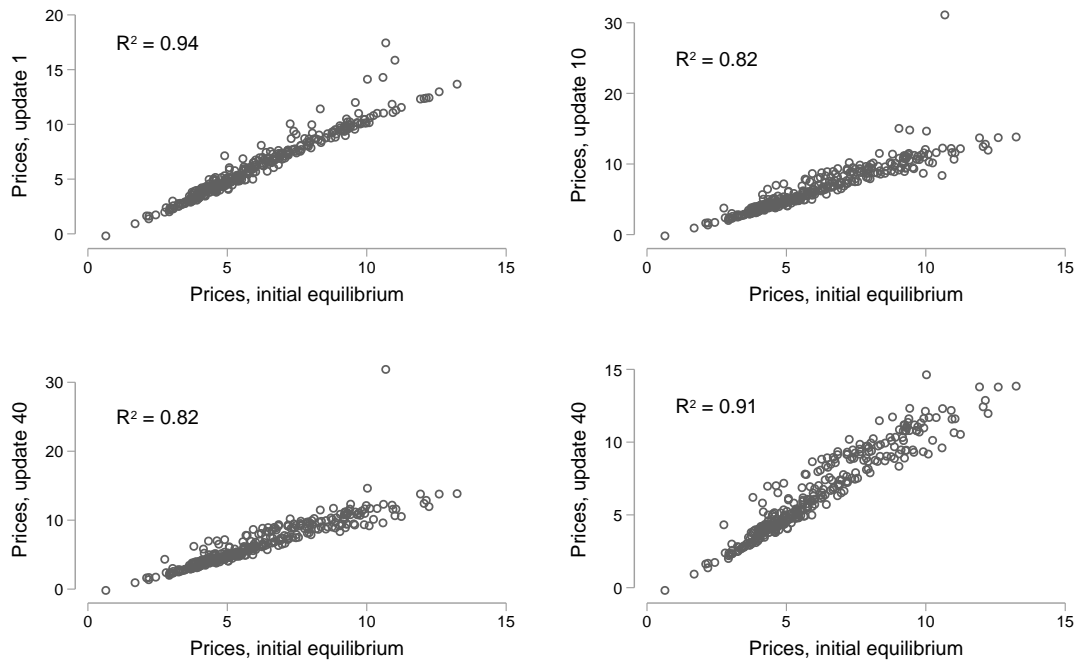 20
15
10
5
0
Prices, update 1
R² = 0.94
0
5
10
15
Prices, initial equilibrium
30
20
10
0
Prices, update 10
R² = 0.82
0
5
10
15
Prices, initial equilibrium
30
20
10
0
Prices, update 40
R² = 0.82
0
5
10
15
Prices, initial equilibrium
15
10
5
0
Prices, update 40
R² = 0.91
0
5
10
15
Prices, initial equilibrium